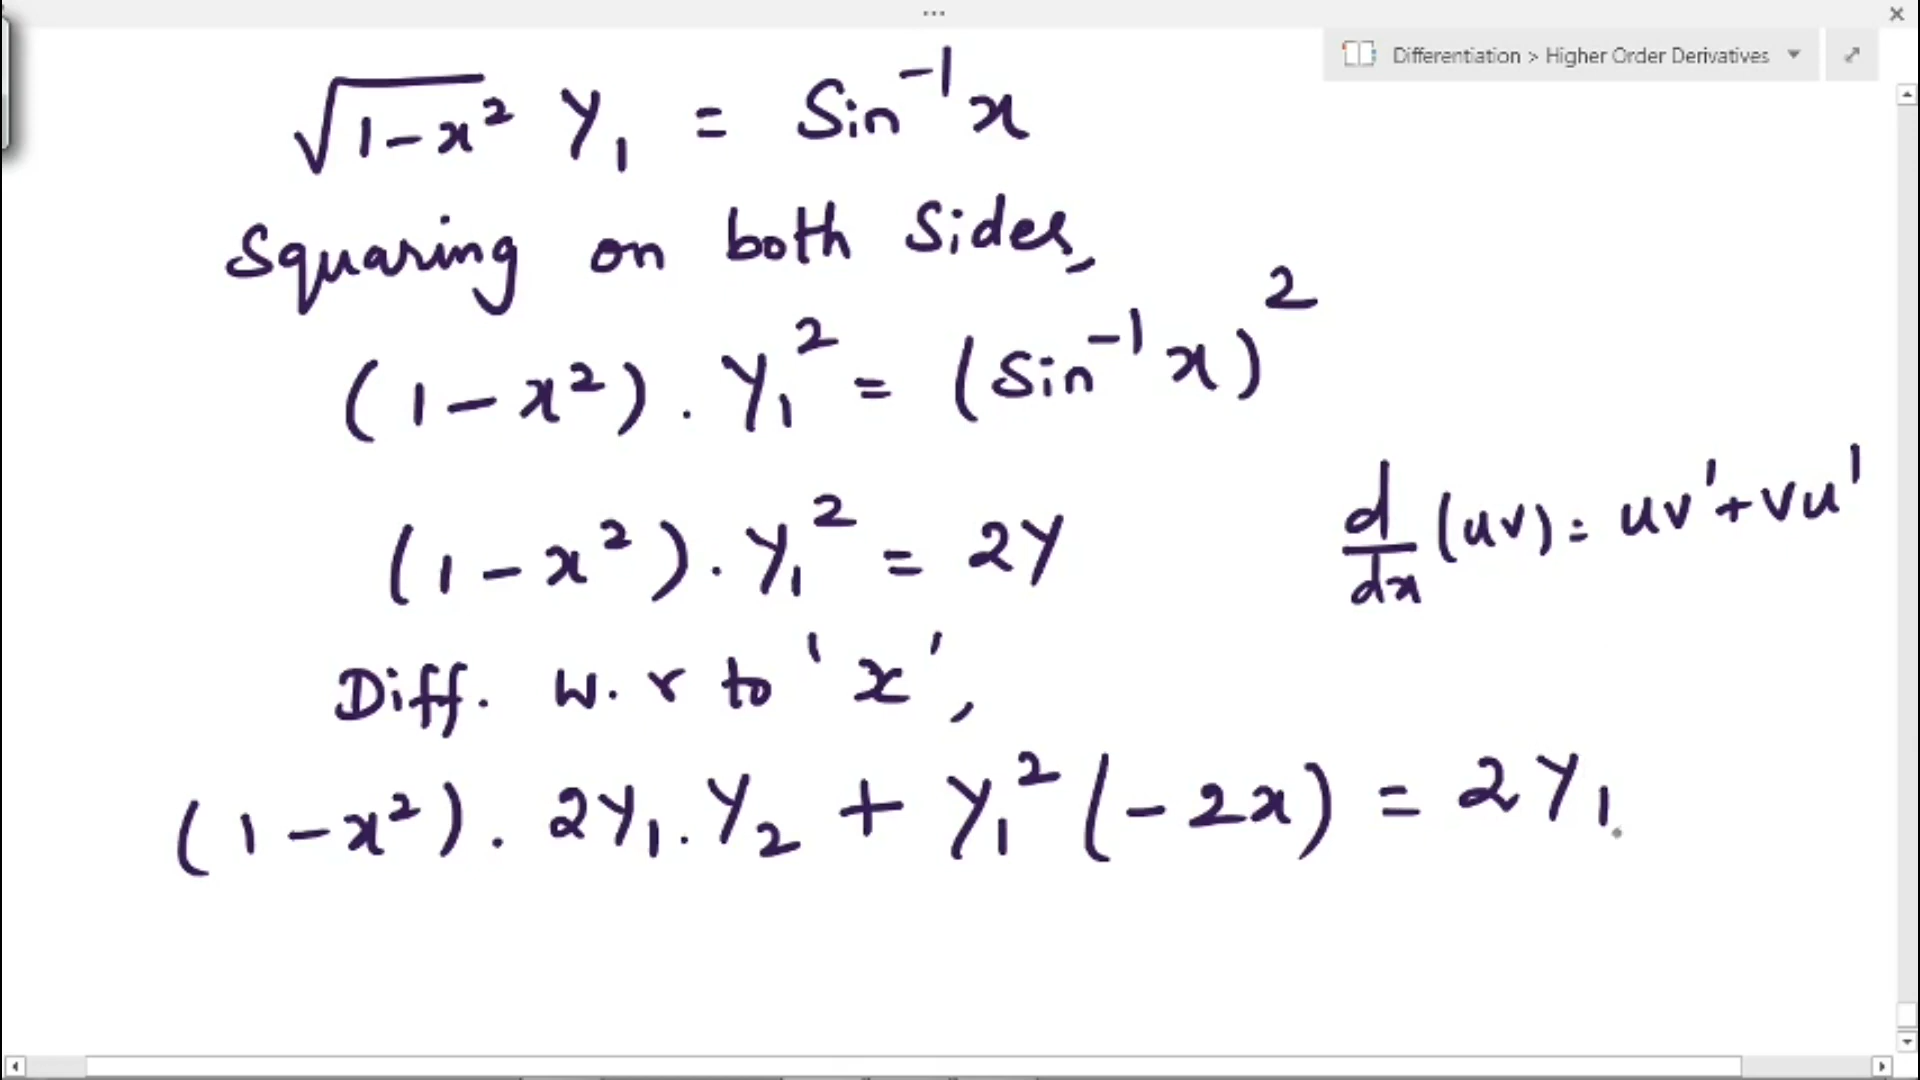 ...
Differentiation > Higher Order Derivatives
√1-x² Y₁ = Sin⁻¹x
Squaring on both Sides,
(1-x²). Y₁² = (Sin⁻¹x)²
(1-x²). Y₁² = 2Y
d/dx (uv) = uv' + vu'
Diff. w.r to 'x',
(1-x²). 2Y₁. Y₂ + Y₁² (-2x) = 2Y₁